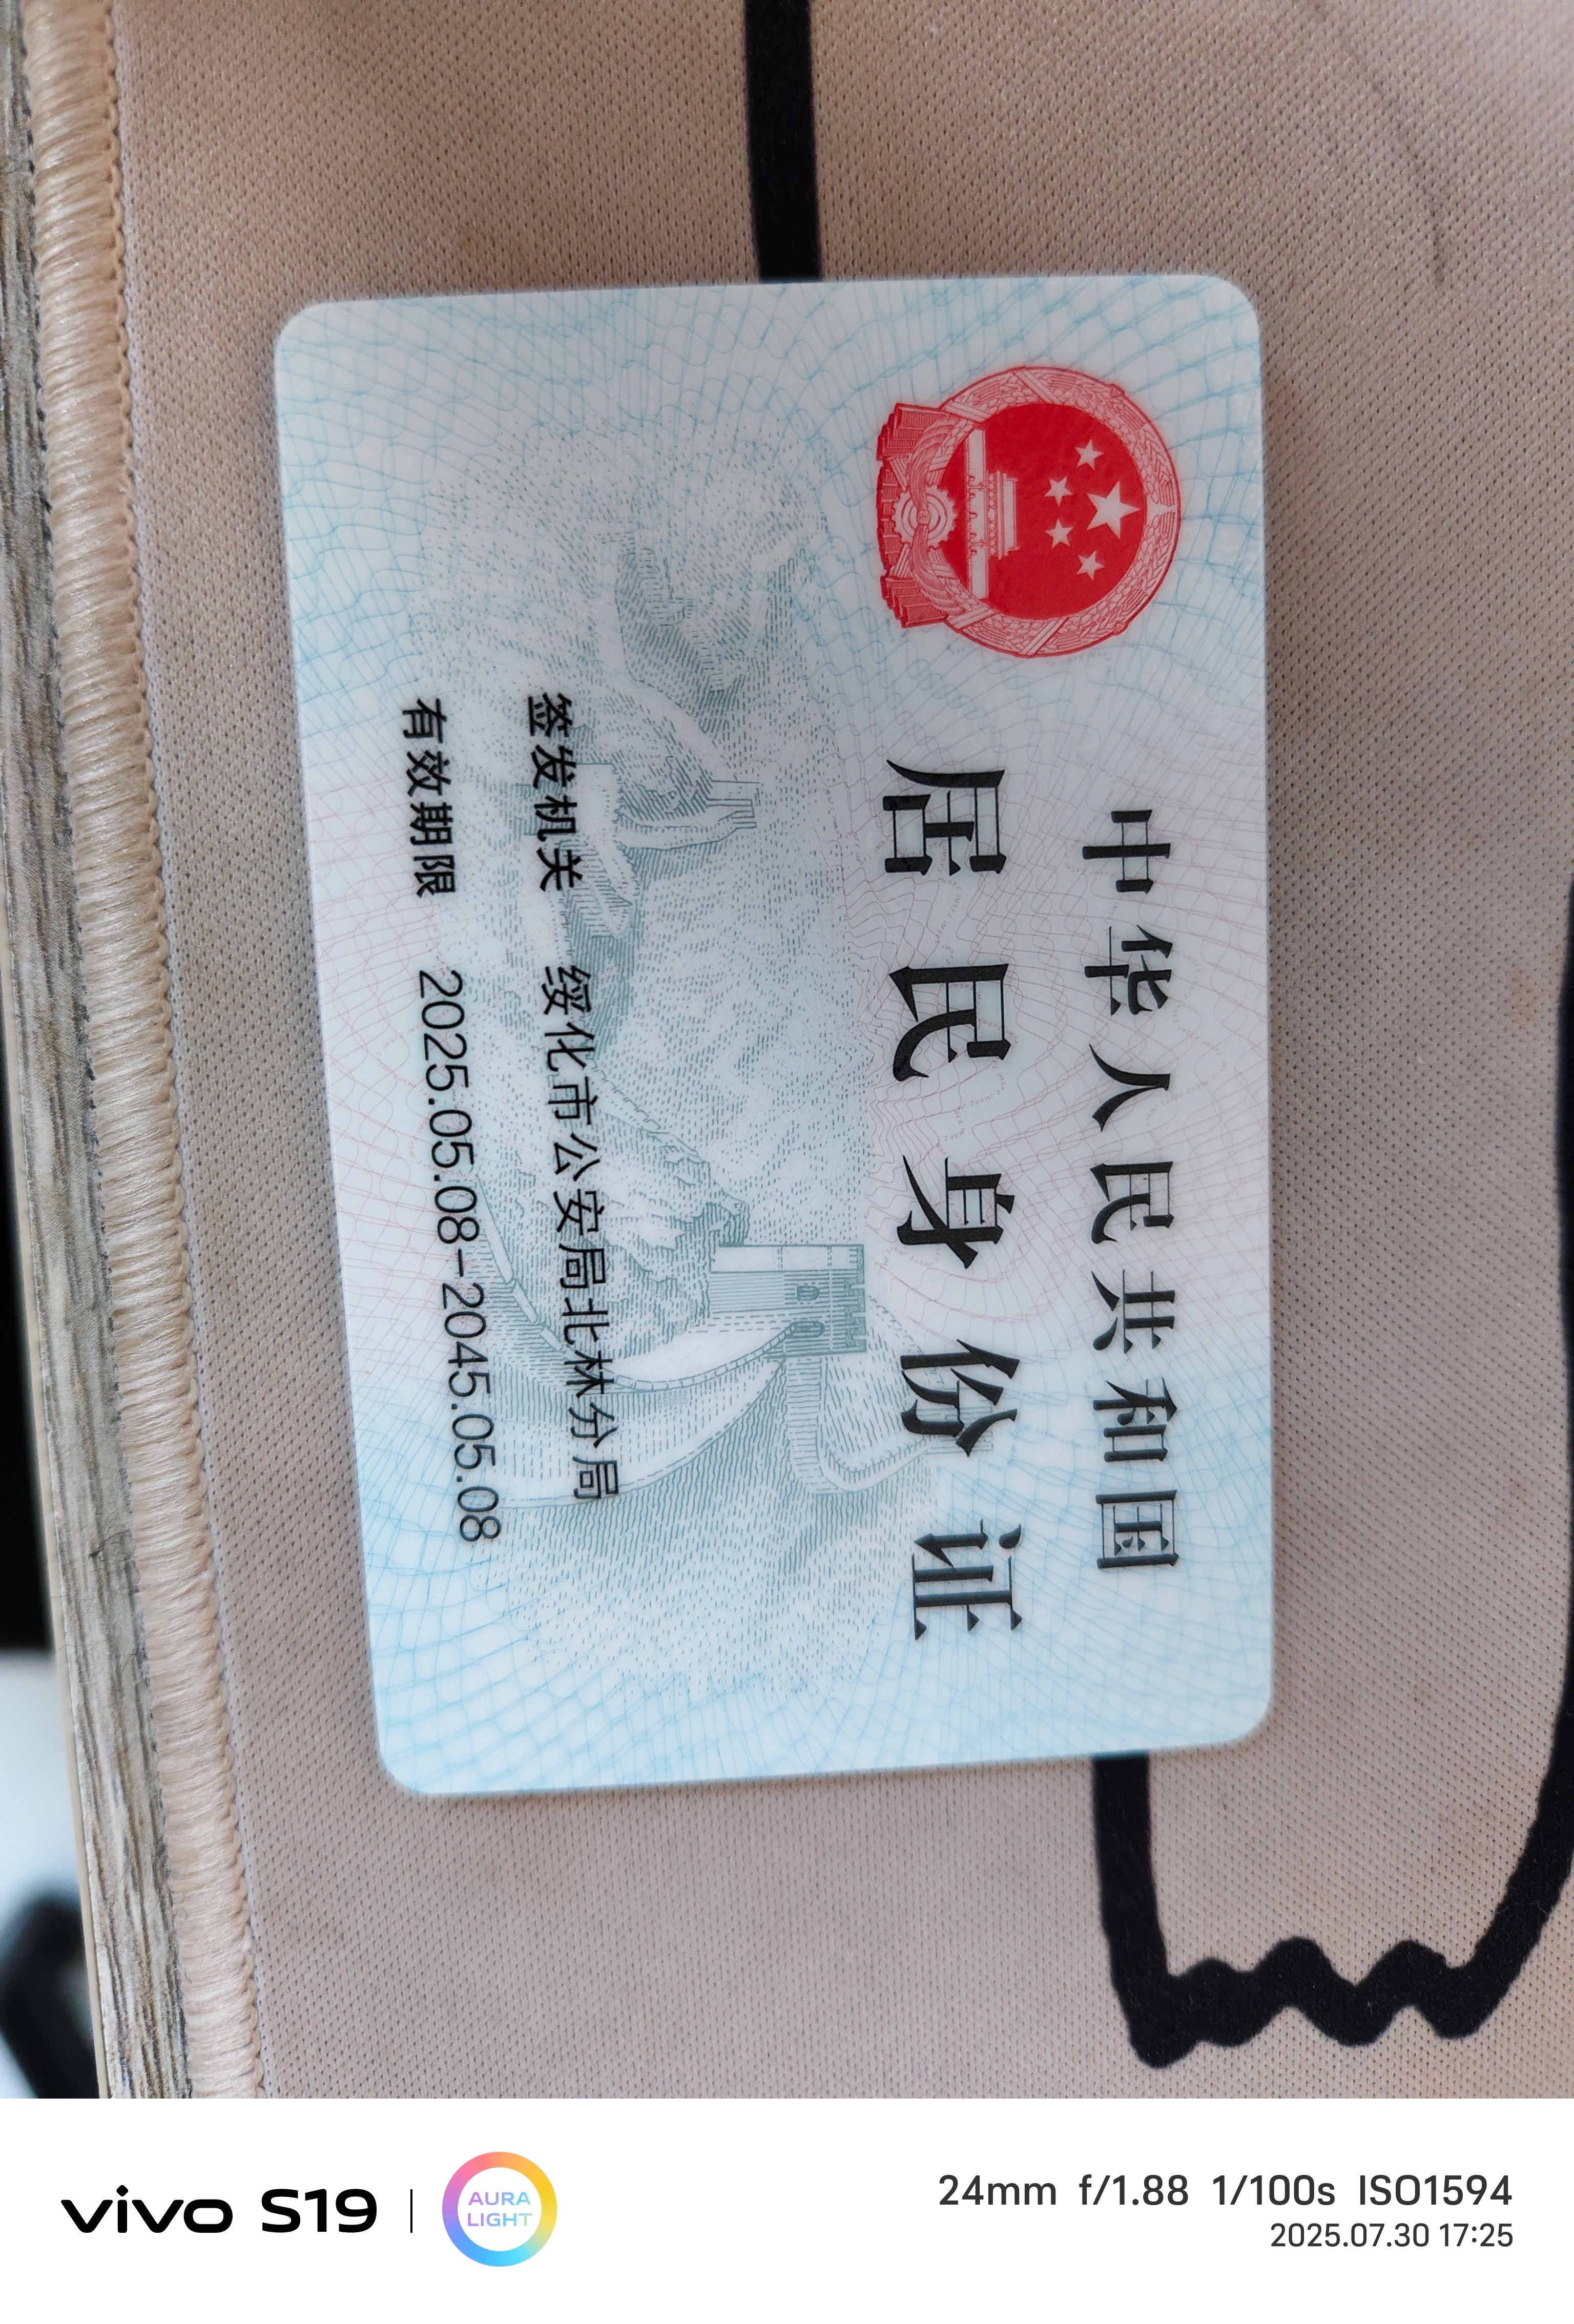 中华人民共和国
居民身份证
签发机关 绥化市公安局北林分局
有效期限 2025.05.08-2045.05.08
vivo S19 AURA LIGHT
24mm f/1.88 1/100s ISO1594
2025.07.30 17:25